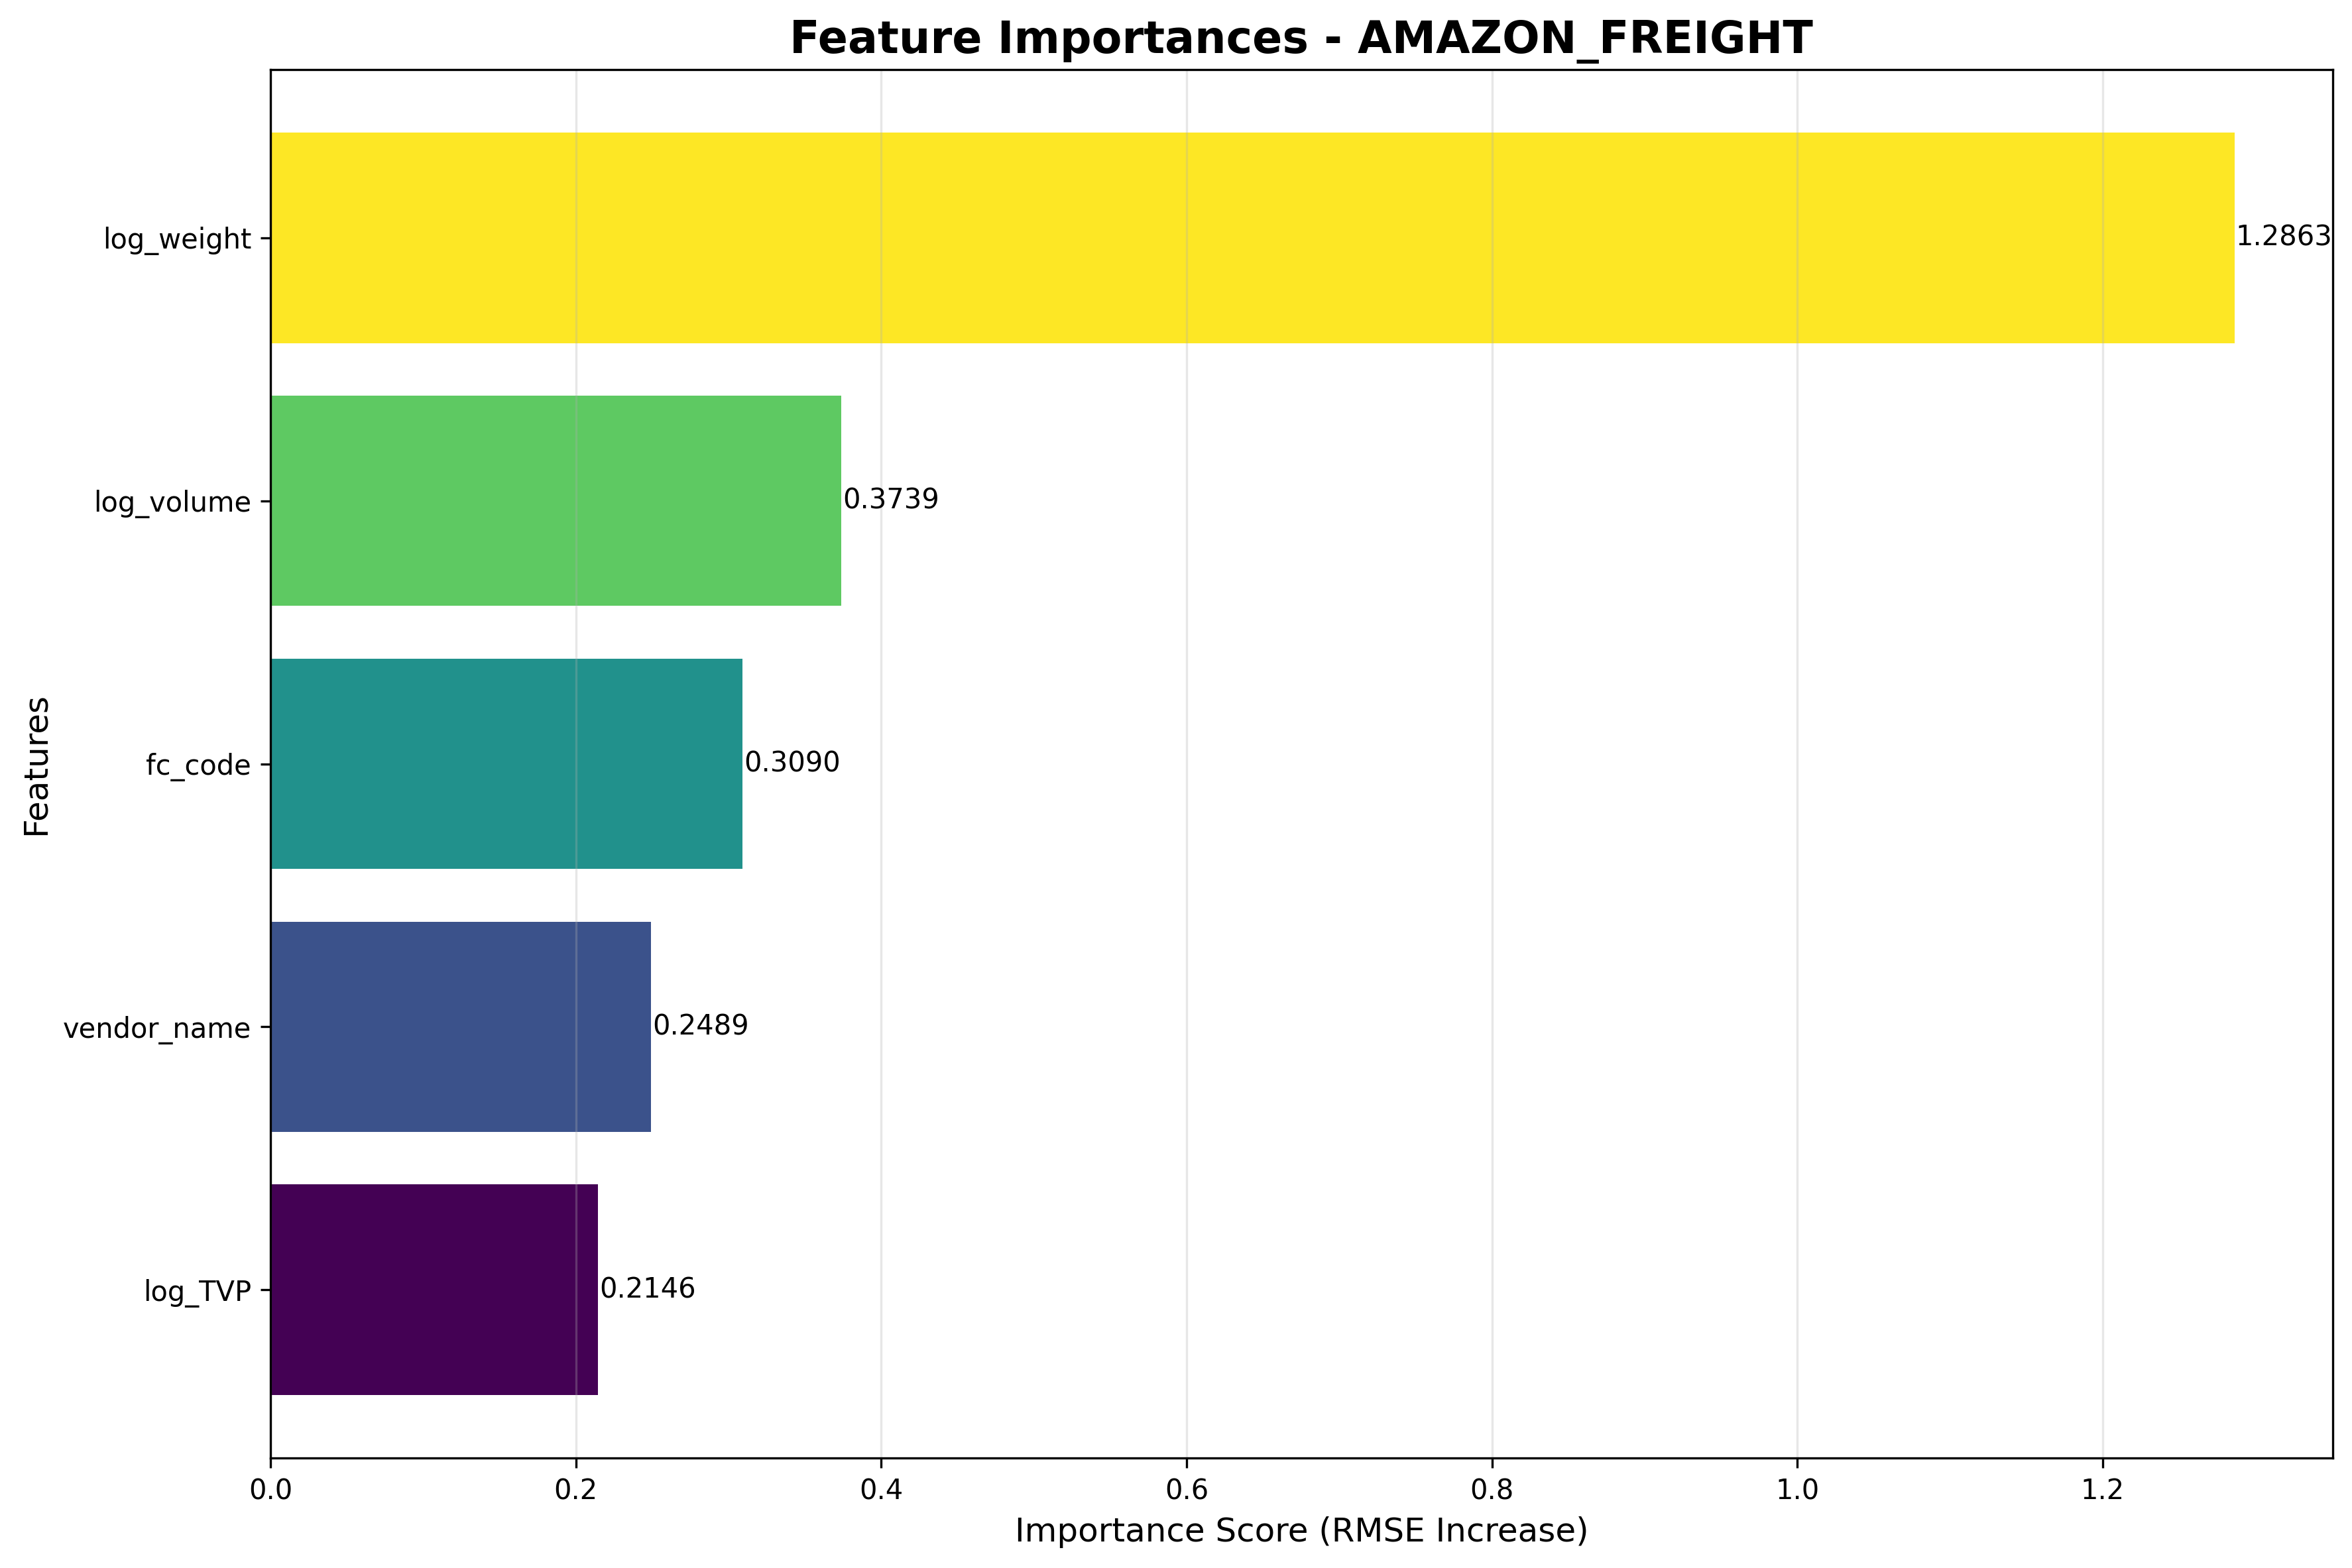 Feature Importances - AMAZON_FREIGHT
log_weight
1.2863
log_volume
0.3739
fc_code
0.3090
vendor_name
0.2489
log_TVP
0.2146
Features
0.0 0.2 0.4 0.6 0.8 1.0 1.2
Importance Score (RMSE Increase)